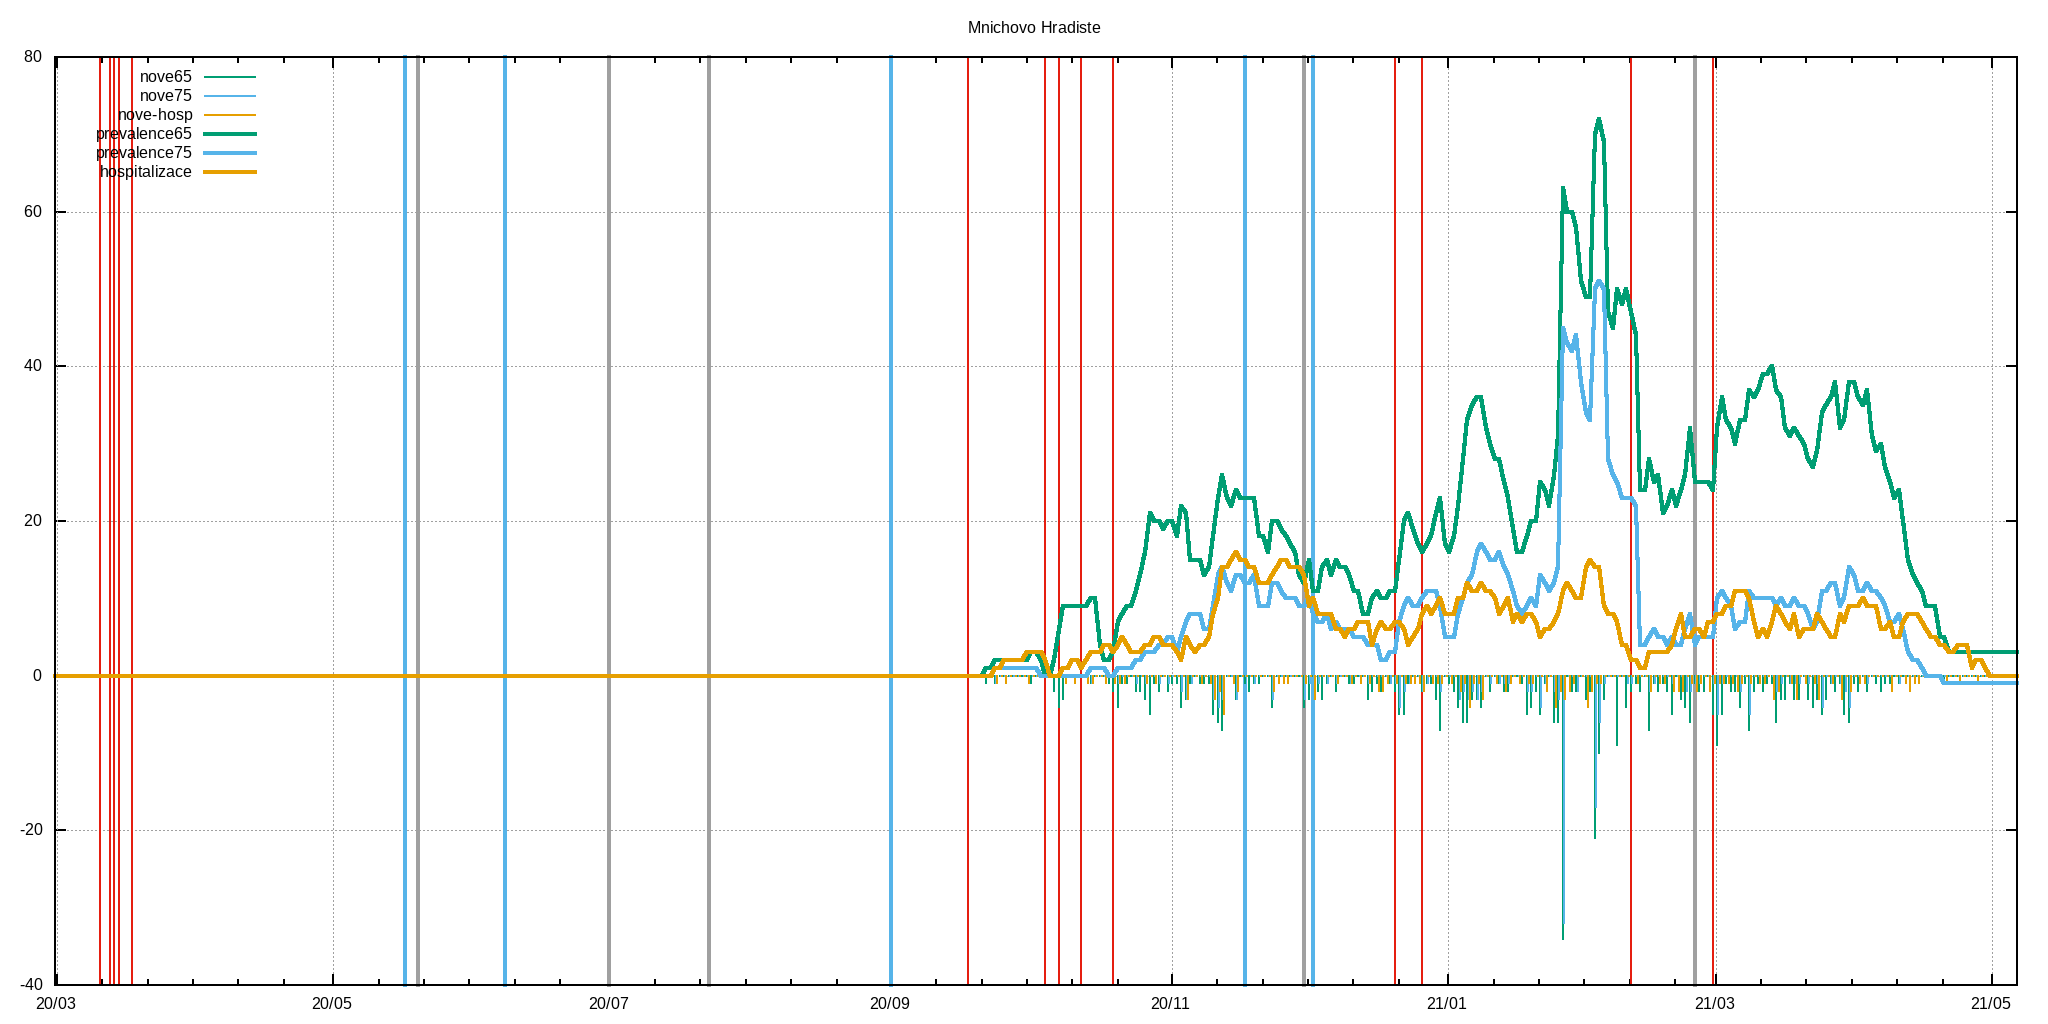 Mnichovo Hradiste
80
nove65
nove75
nove-hosp
prevalence65
prevalence75
hospitalizace
60
40
20
0
-20
-40
20/03 20/05 20/07 20/09 20/11 21/01 21/03 21/05